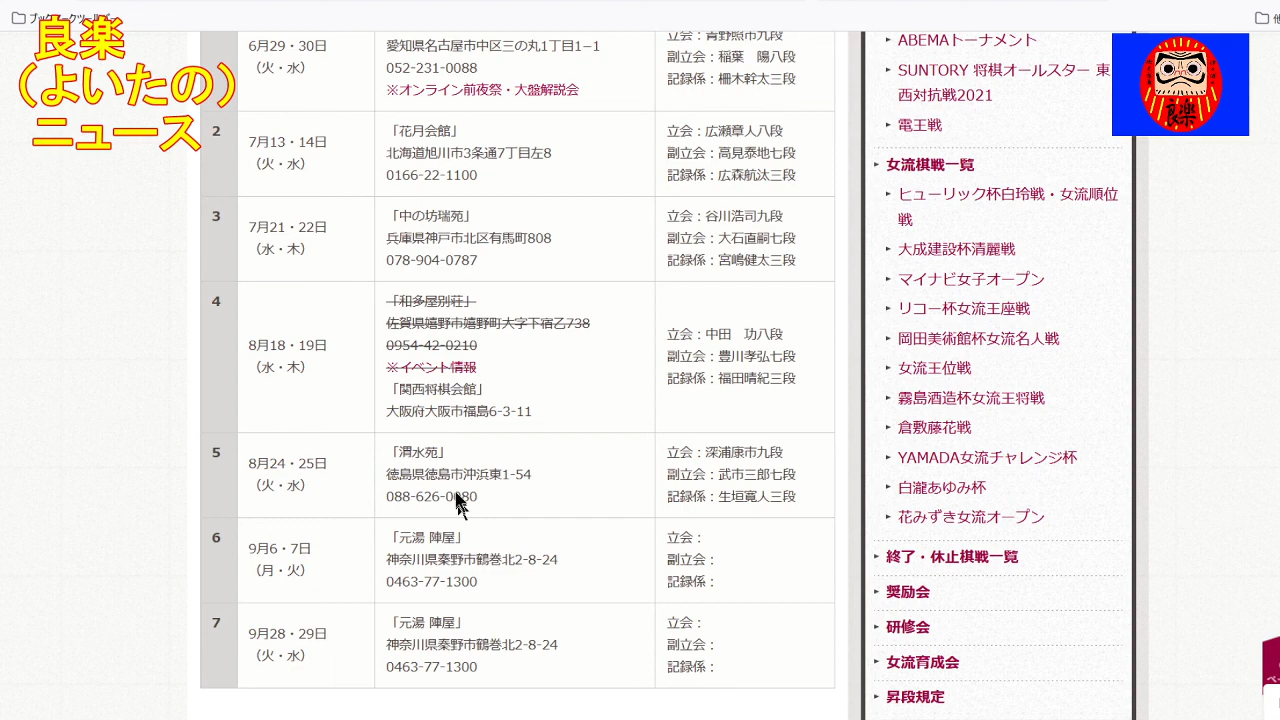 良楽
（よいたの）
ニュース
6月29・30日
（火・水）
愛知県名古屋市中区三の丸1丁目1−1
052-231-0088
※オンライン前夜祭・大盤解説会
立会：青野照市九段
副立会：稲葉　陽八段
記録係：柵木幹太三段
2
7月13・14日
（火・水）
「花月会館」
北海道旭川市3条通7丁目左8
0166-22-1100
立会：広瀬章人八段
副立会：高見泰地七段
記録係：広森航汰三段
3
7月21・22日
（水・木）
「中の坊瑞苑」
兵庫県神戸市北区有馬町808
078-904-0787
立会：谷川浩司九段
副立会：大石直嗣七段
記録係：宮嶋健太三段
4
8月18・19日
（水・木）
「和多屋別荘」
佐賀県嬉野市嬉野町大字下宿乙738
0954-42-0210
※イベント情報
「関西将棋会館」
大阪府大阪市福島6-3-11
立会：中田　功八段
副立会：豊川孝弘七段
記録係：福田晴紀三段
5
8月24・25日
（火・水）
「渭水苑」
徳島県徳島市沖浜東1-54
立会：深浦康市九段
副立会：武市三郎七段
記録係：生垣寛人三段
6
9月6・7日
（月・火）
「元湯 陣屋」
神奈川県秦野市鶴巻北2-8-24
0463-77-1300
立会：
副立会：
記録係：
7
9月28・29日
（火・水）
「元湯 陣屋」
神奈川県秦野市鶴巻北2-8-24
0463-77-1300
立会：
副立会：
記録係：
ABEMAトーナメント
SUNTORY 将棋オールスター 東
西対抗戦2021
電王戦
女流棋戦一覧
ヒューリック杯白玲戦・女流順位
戦
大成建設杯清麗戦
マイナビ女子オープン
リコー杯女流王座戦
岡田美術館杯女流名人戦
女流王位戦
霧島酒造杯女流王将戦
倉敷藤花戦
YAMADA女流チャレンジ杯
白瀧あゆみ杯
花みずき女流オープン
終了・休止棋戦一覧
奨励会
研修会
女流育成会
昇段規定
良楽